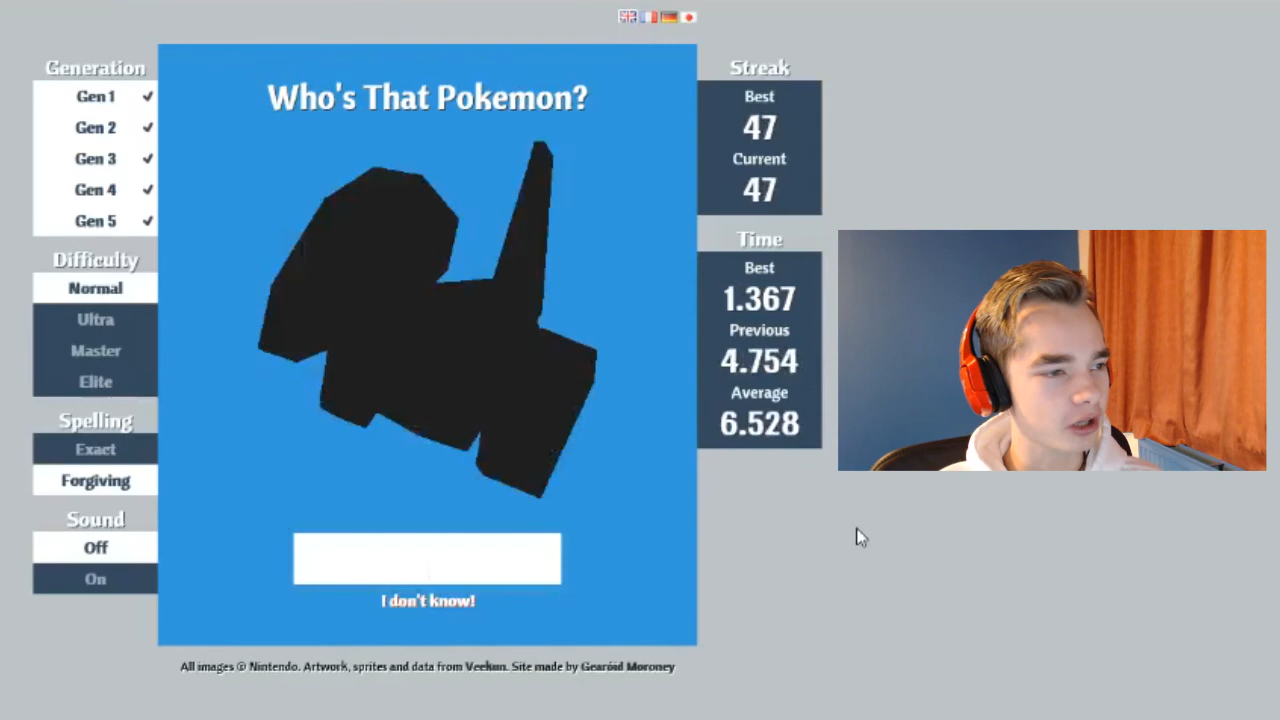 Generation
Gen 1
Gen 2
Gen 3
Gen 4
Gen 5
Difficulty
Normal
Ultra
Master
Elite
Spelling
Exact
Forgiving
Sound
Off
On
Who's That Pokemon?
I don't know!
Streak
Best
47
Current
47
Time
Best
1.367
Previous
4.754
Average
6.528
All images © Nintendo. Artwork, sprites and data from Veekun. Site made by Gearóid Moroney